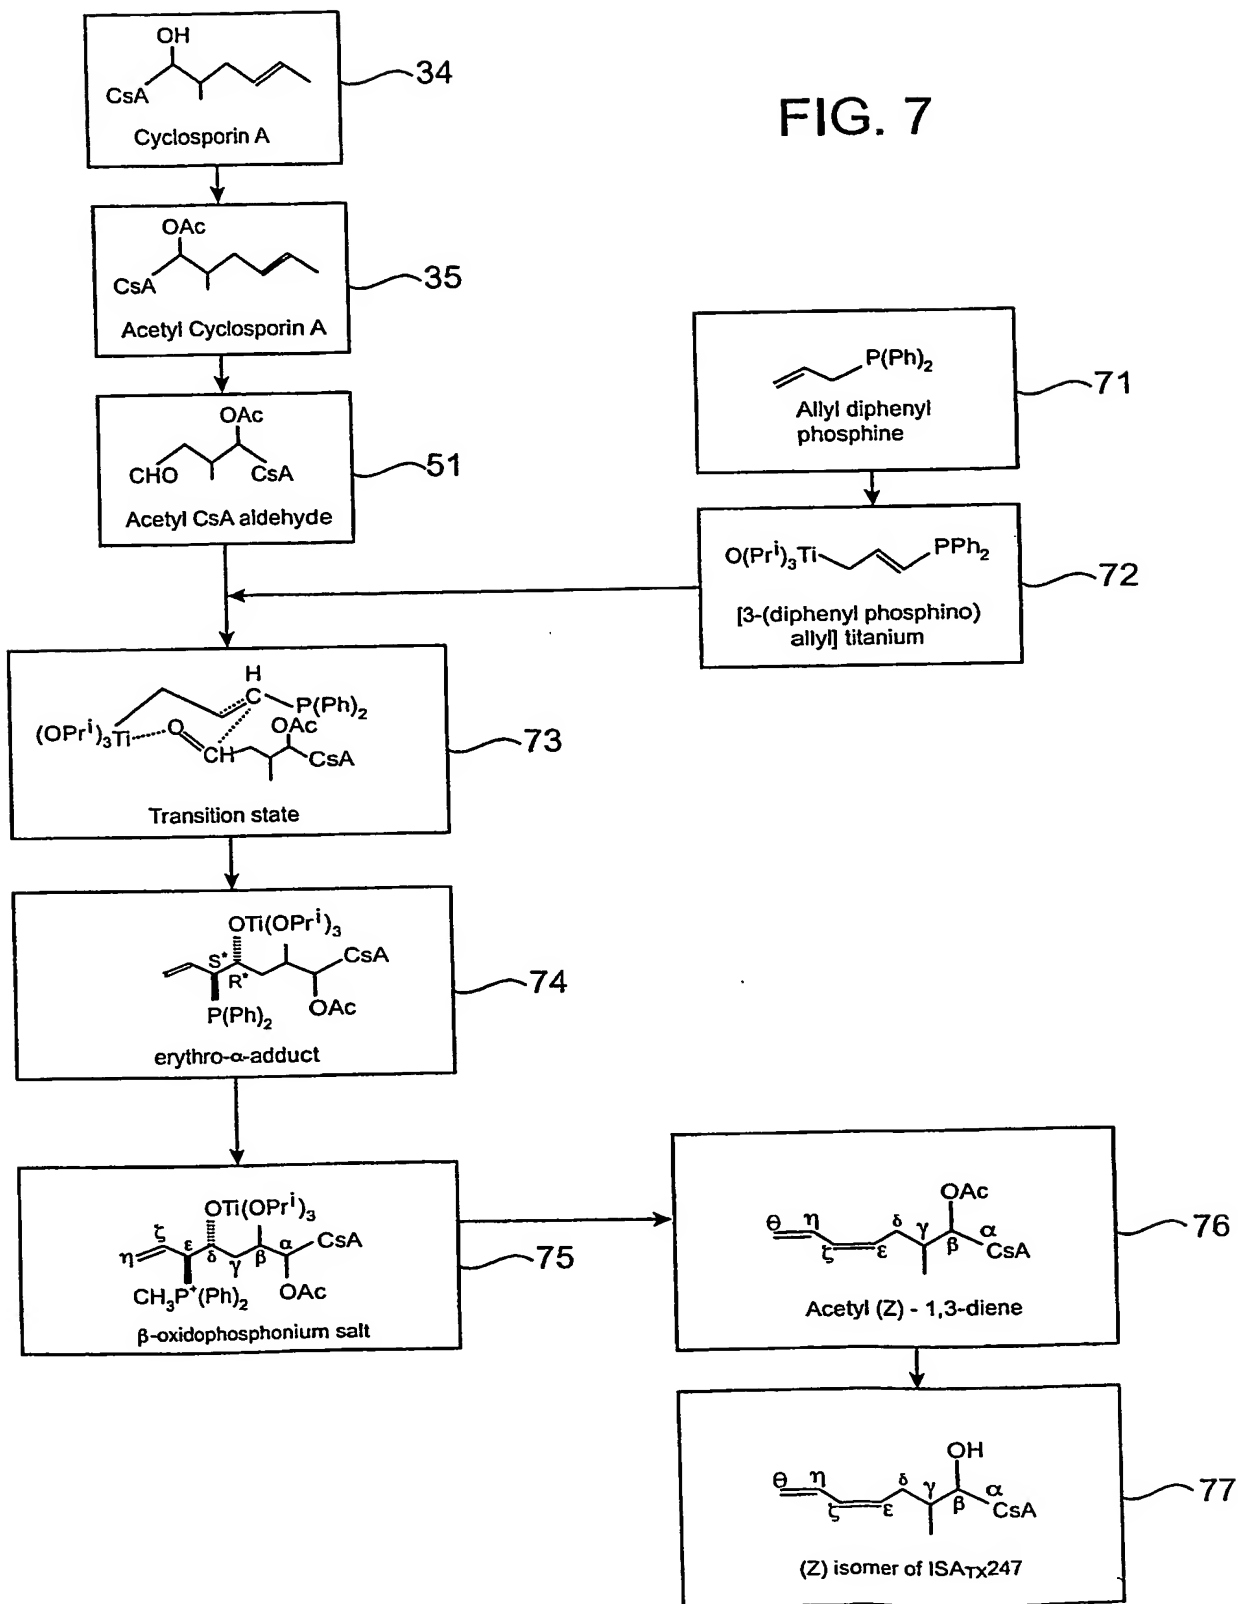 FIG. 7
OH
CsA
Cyclosporin A
34
OAc
CsA
Acetyl Cyclosporin A
35
OAc
CHO
CsA
Acetyl CsA aldehyde
51
P(Ph)2
Allyl diphenyl
phosphine
71
O(Pri)3Ti
PPh2
[3-(diphenyl phosphino)
allyl] titanium
72
H
C
P(Ph)2
(OPri)3Ti
O
OAc
CH
CsA
Transition state
73
OTi(OPri)3
CsA
S*
R*
P(Ph)2
OAc
erythro-α-adduct
74
OTi(OPri)3
ζ
η
ε
δ
γ
β
α
CsA
CH3P+(Ph)2
OAc
β-oxidophosphonium salt
75
OAc
θ
η
ζ
ε
δ
γ
β
α
CsA
Acetyl (Z) - 1,3-diene
76
OH
θ
η
ζ
ε
δ
γ
β
α
CsA
(Z) isomer of ISATX247
77